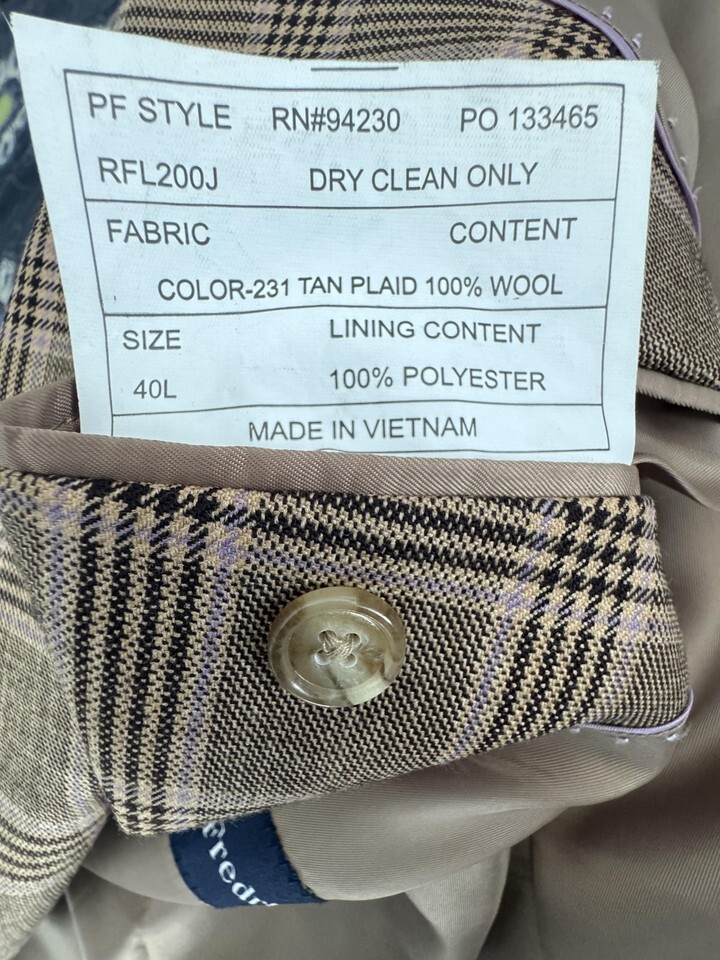 PF STYLE RN#94230 PO 133465
RFL200J DRY CLEAN ONLY
FABRIC CONTENT
COLOR-231 TAN PLAID 100% WOOL
SIZE LINING CONTENT
40L 100% POLYESTER
MADE IN VIETNAM